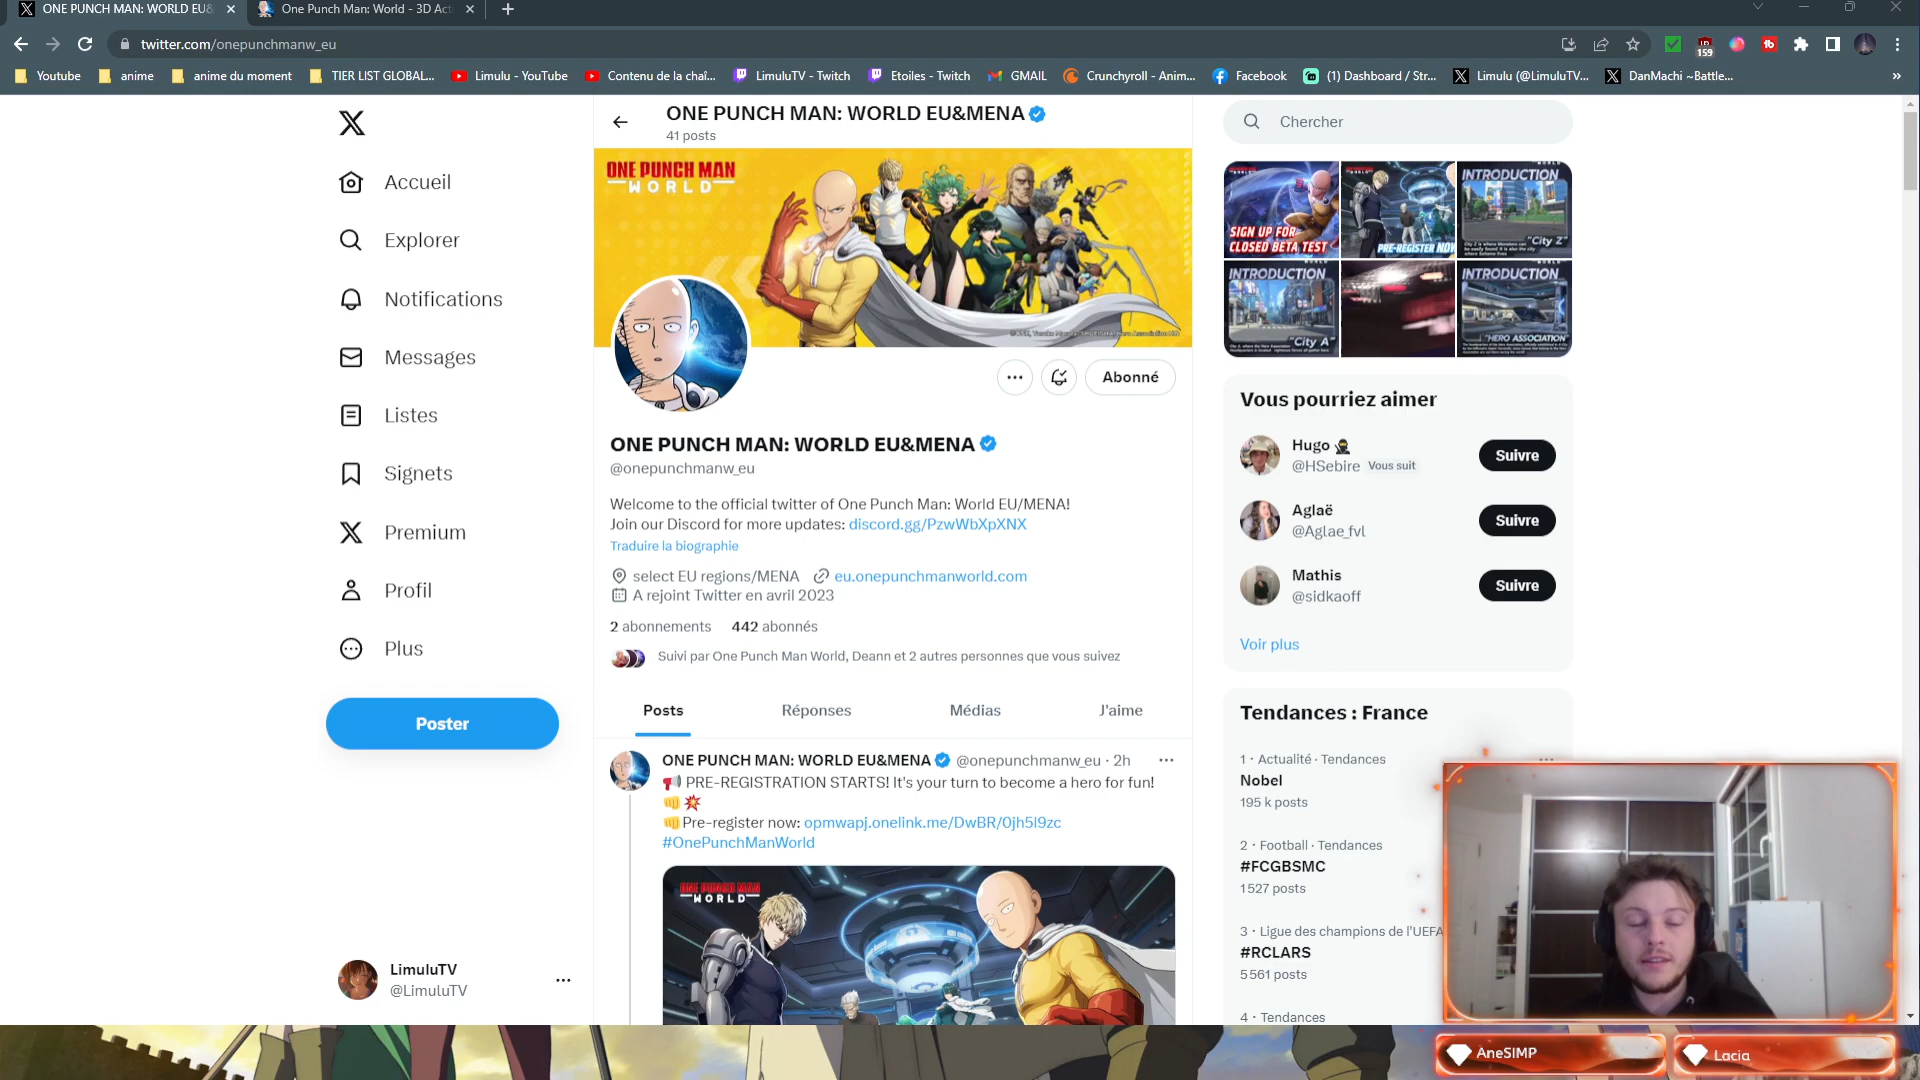 ONE PUNCH MAN: WORLD EU&
One Punch Man: World - 3D Act
twitter.com/onepunchmanw_eu
159
Youtube
anime
anime du moment
TIER LIST GLOBAL...
Limulu - YouTube
Contenu de la chaî...
LimuluTV - Twitch
Etoiles - Twitch
GMAIL
Crunchyroll - Anim...
Facebook
(1) Dashboard / Str...
Limulu (@LimuluTV...
DanMachi ~Battle...
Accueil
Explorer
Notifications
Messages
Listes
Signets
Premium
Profil
Plus
Poster
LimuluTV
@LimuluTV
ONE PUNCH MAN: WORLD EU&MENA
41 posts
ONE PUNCH MAN
WORLD
Abonné
ONE PUNCH MAN: WORLD EU&MENA
@onepunchmanw_eu
Welcome to the official twitter of One Punch Man: World EU/MENA!
Join our Discord for more updates: discord.gg/PzwWbXpXNX
Traduire la biographie
select EU regions/MENA eu.onepunchmanworld.com
A rejoint Twitter en avril 2023
2 abonnements 442 abonnés
Suivi par One Punch Man World, Deann et 2 autres personnes que vous suivez
Posts Réponses Médias J'aime
ONE PUNCH MAN: WORLD EU&MENA @onepunchmanw_eu · 2h
PRE-REGISTRATION STARTS! It's your turn to become a hero for fun!
Pre-register now: opmwapj.onelink.me/DwBR/0jh5l9zc
#OnePunchManWorld
ONE PUNCH MAN
WORLD
Chercher
SIGN UP FOR
CLOSED BETA TEST
PRE-REGISTER NOW
INTRODUCTION
"City Z"
INTRODUCTION
"City A"
INTRODUCTION
"HERO ASSOCIATION"
Vous pourriez aimer
Hugo
@HSebire Vous suit
Suivre
Aglaë
@Aglae_fvl
Suivre
Mathis
@sidkaoff
Suivre
Voir plus
Tendances : France
1 · Actualité · Tendances
Nobel
195 k posts
2 · Football · Tendances
#FCGBSMC
1 527 posts
3 · Ligue des champions de l'UEFA
#RCLARS
5 561 posts
4 · Tendances
AneSIMP
Lacia